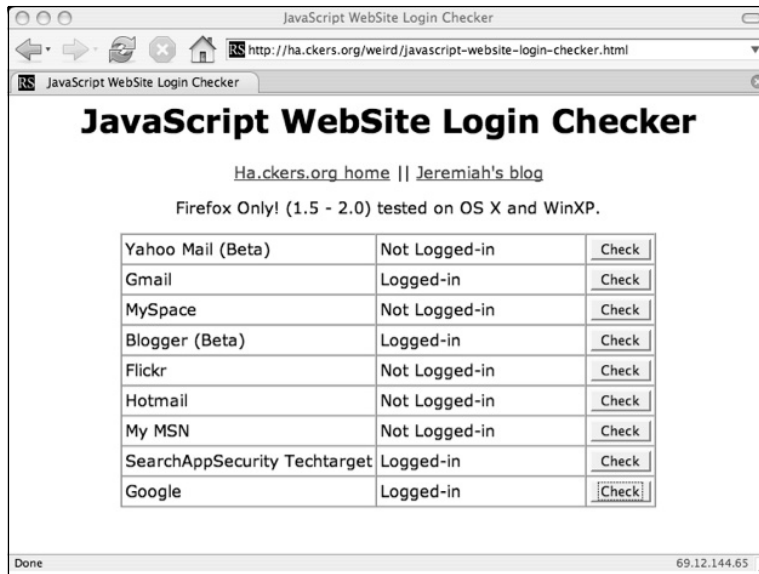 JavaScript WebSite Login Checker
RS http://ha.ckers.org/weird/javascript-website-login-checker.html
RS JavaScript WebSite Login Checker
JavaScript WebSite Login Checker
Ha.ckers.org home || Jeremiah's blog
Firefox Only! (1.5 - 2.0) tested on OS X and WinXP.
Yahoo Mail (Beta) Not Logged-in Check
Gmail Logged-in Check
MySpace Not Logged-in Check
Blogger (Beta) Logged-in Check
Flickr Not Logged-in Check
Hotmail Not Logged-in Check
My MSN Not Logged-in Check
SearchAppSecurity Techtarget Logged-in Check
Google Logged-in Check
Done 69.12.144.65